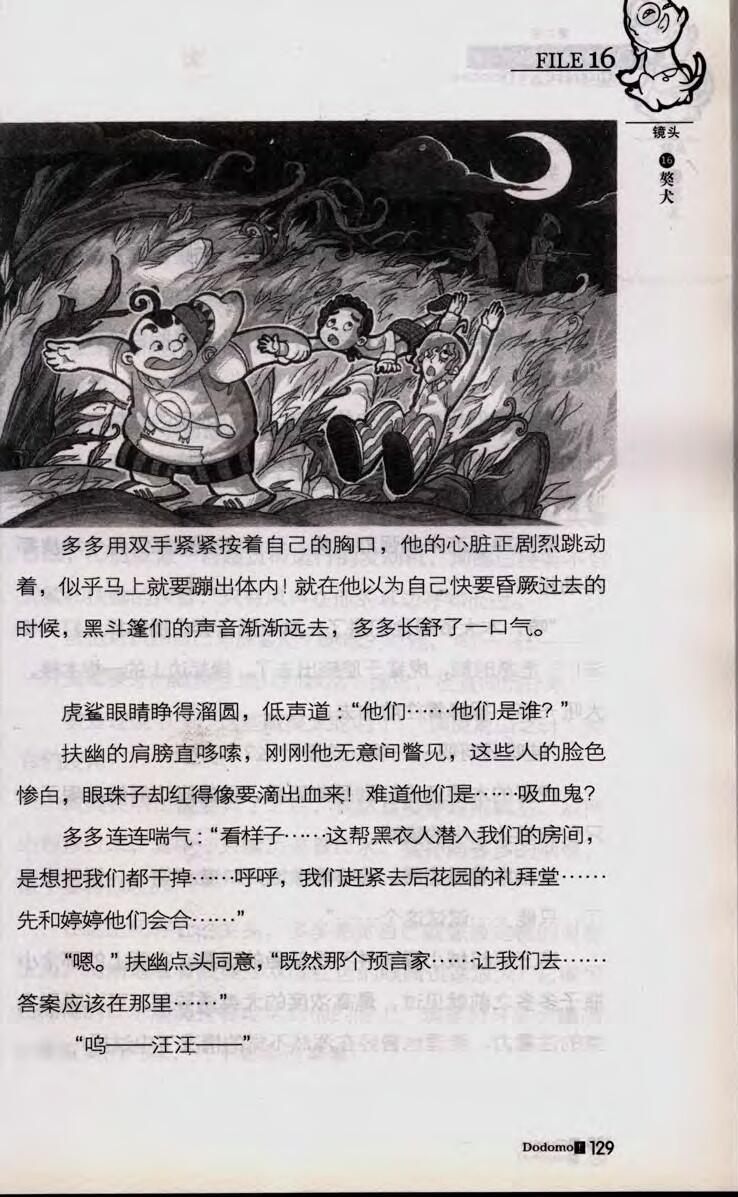 FILE 16
镜头
16
獒犬
多多用双手紧紧按着自己的胸口，他的心脏正剧烈跳动
着，似乎马上就要蹦出体内！就在他以为自己快要昏厥过去的
时候，黑斗篷们的声音渐渐远去，多多长舒了一口气。
虎鲨眼睛睁得溜圆，低声道：“他们……他们是谁？”
扶幽的肩膀直哆嗦，刚刚他无意间瞥见，这些人的脸色
惨白，眼珠子却红得像要滴出血来！难道他们是……吸血鬼？
多多连连喘气：“看样子……这帮黑衣人潜入我们的房间，
是想把我们都干掉……呼呼，我们赶紧去后花园的礼拜堂……
先和婷婷他们会合……”
“嗯。”扶幽点头同意，“既然那个预言家……让我们去……
答案应该在那里……”
“呜——汪汪——”
Dodomo! 129